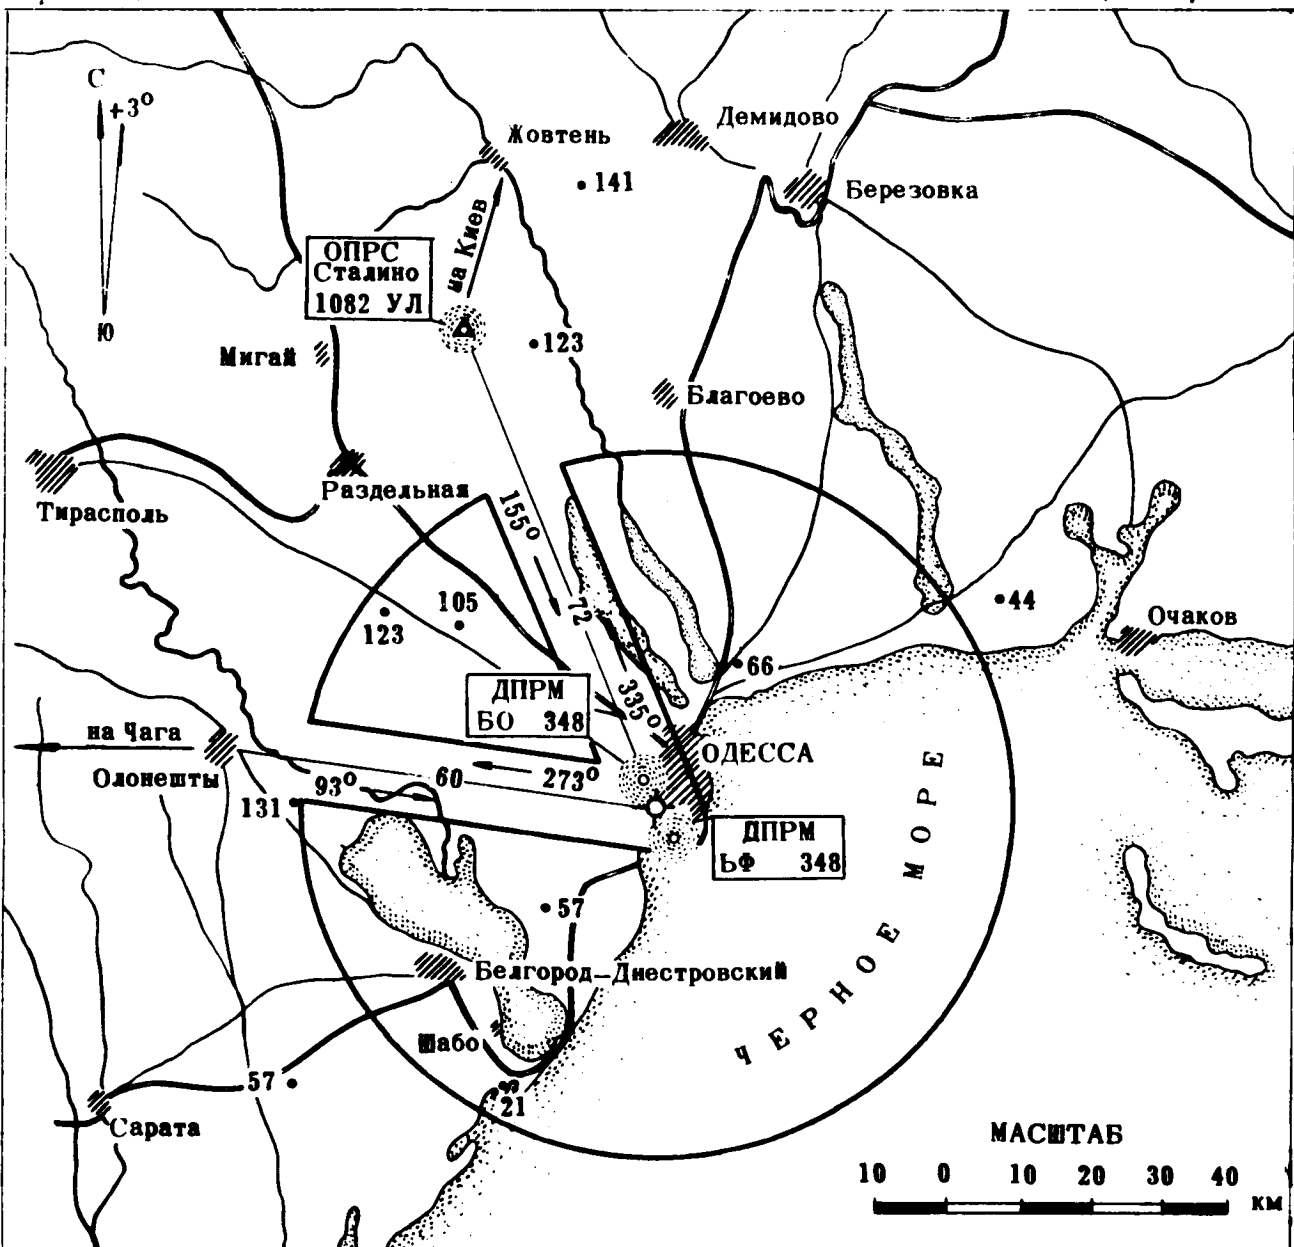 С
+3°
Ю
Жовтень
Демидово
141
Березовка
на Киев
ОПРС
Сталино
1082 УЛ
Мигай
123
Благоево
Тирасполь
Раздельная
155°
72
335°
105
123
44
Очаков
66
ДПРМ
БО 348
на Чага
Олонешты
ОДЕССА
93°
60
273°
131
ДПРМ
ЬФ 348
57
Белгород-Днестровский
Шабо
ЧЕРНОЕ МОРЕ
57
21
Сарата
МАСШТАБ
10 0 10 20 30 40
км